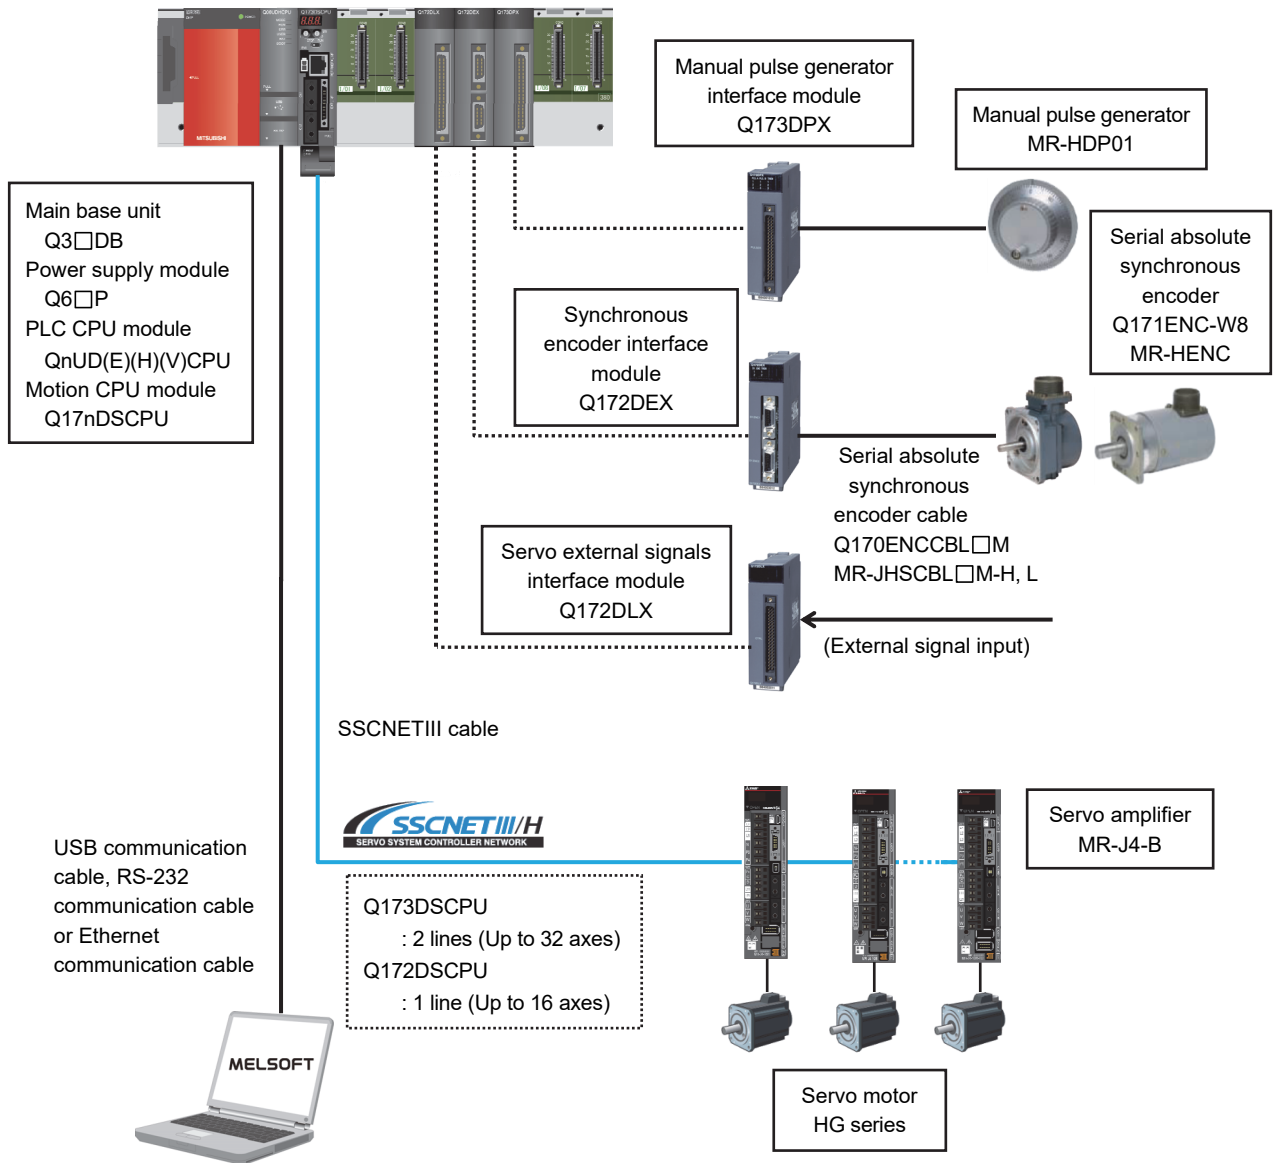 Q173DLX
Q172DEX
Q173DPX
MITSUBISHI
Manual pulse generator
interface module
Q173DPX
Manual pulse generator
MR-HDP01
Main base unit
Q3□DB
Power supply module
Q6□P
PLC CPU module
QnUD(E)(H)(V)CPU
Motion CPU module
Q17nDSCPU
Serial absolute
synchronous
encoder
Q171ENC-W8
MR-HENC
Synchronous
encoder interface
module
Q172DEX
Serial absolute
synchronous
encoder cable
Q170ENCCBL□M
MR-JHSCBL□M-H, L
Servo external signals
interface module
Q172DLX
(External signal input)
SSCNETIII cable
SSCNETIII/H
SERVO SYSTEM CONTROLLER NETWORK
Servo amplifier
MR-J4-B
USB communication
cable, RS-232
communication cable
or Ethernet
communication cable
Q173DSCPU
: 2 lines (Up to 32 axes)
Q172DSCPU
: 1 line (Up to 16 axes)
MELSOFT
Servo motor
HG series